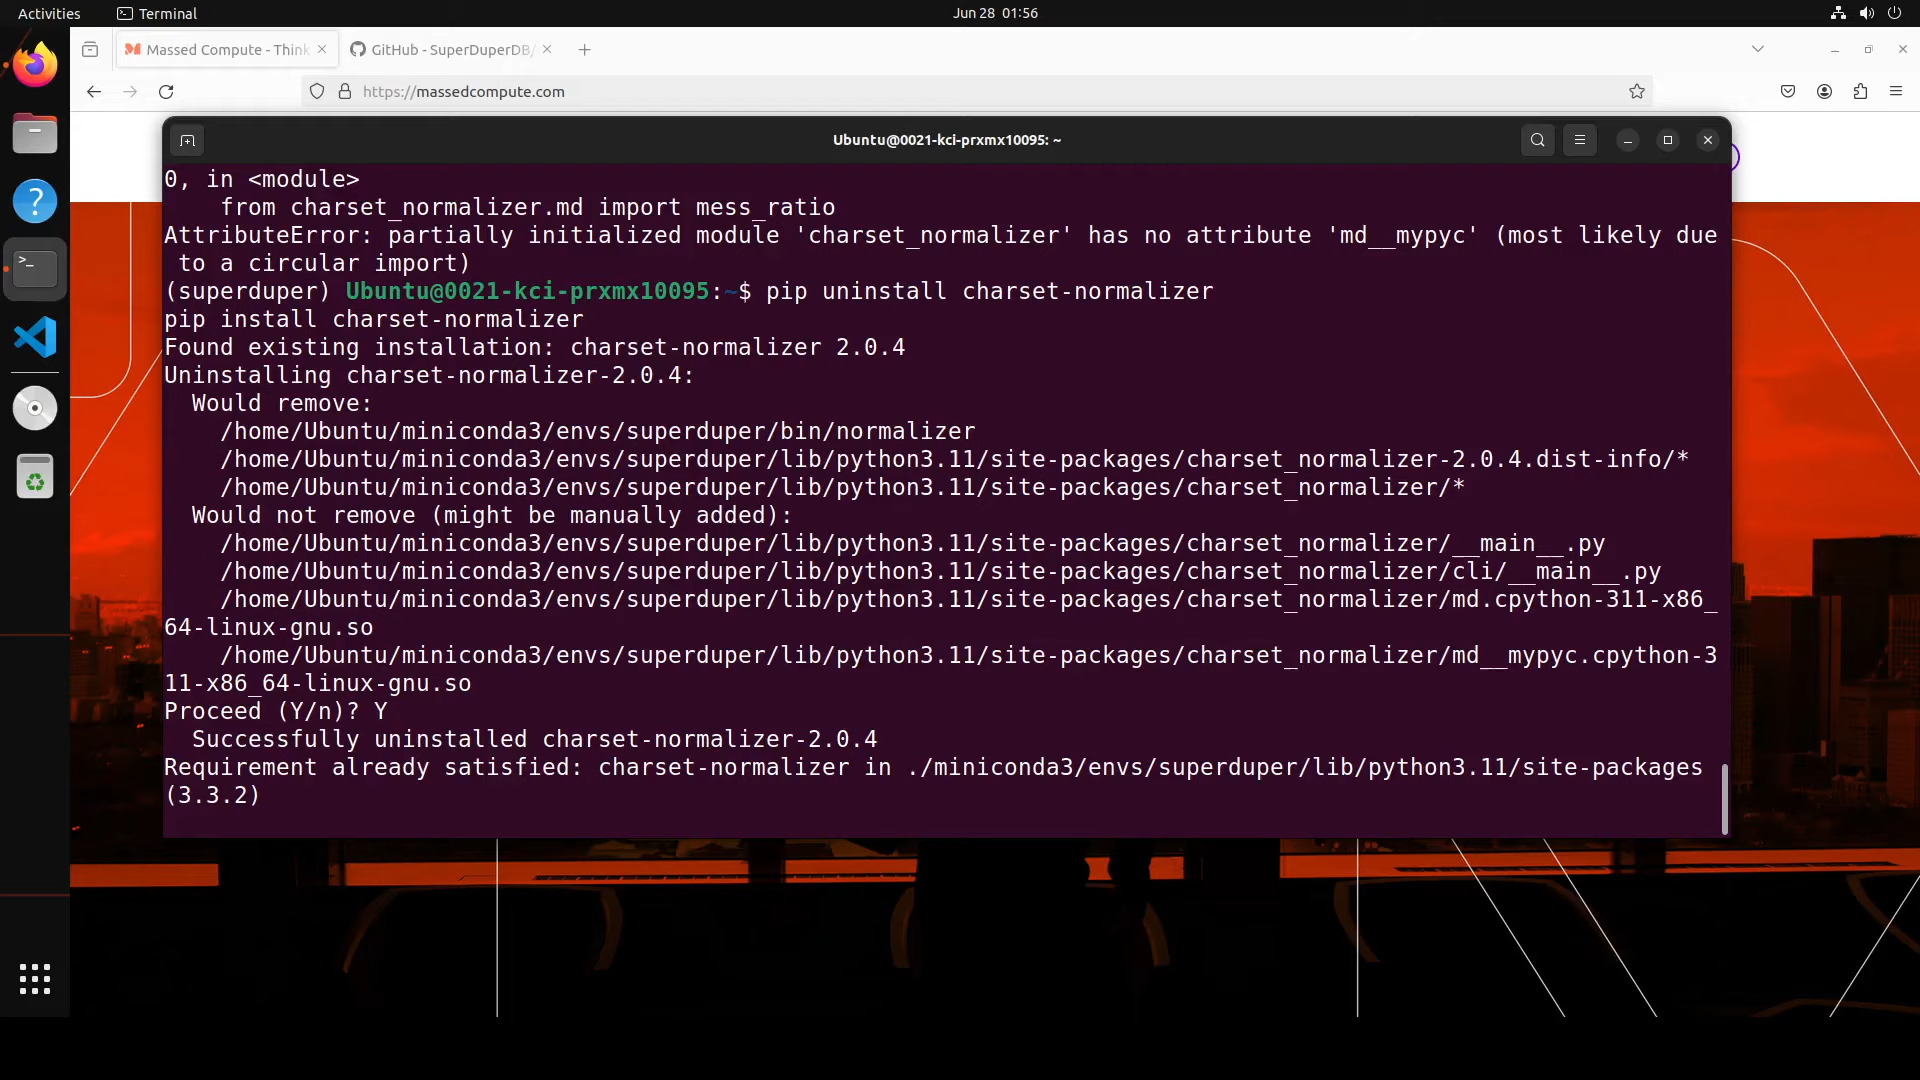 Activities
Terminal
Jun 28 01:56
Massed Compute - Think
GitHub - SuperDuperDB/
https://massedcompute.com
Ubuntu@0021-kci-prxmx10095: ~
0, in <module>
from charset_normalizer.md import mess_ratio
AttributeError: partially initialized module 'charset_normalizer' has no attribute 'md__mypyc' (most likely due
to a circular import)
(superduper) Ubuntu@0021-kci-prxmx10095:~$ pip uninstall charset-normalizer
pip install charset-normalizer
Found existing installation: charset-normalizer 2.0.4
Uninstalling charset-normalizer-2.0.4:
Would remove:
/home/Ubuntu/miniconda3/envs/superduper/bin/normalizer
/home/Ubuntu/miniconda3/envs/superduper/lib/python3.11/site-packages/charset_normalizer-2.0.4.dist-info/*
/home/Ubuntu/miniconda3/envs/superduper/lib/python3.11/site-packages/charset_normalizer/*
Would not remove (might be manually added):
/home/Ubuntu/miniconda3/envs/superduper/lib/python3.11/site-packages/charset_normalizer/__main__.py
/home/Ubuntu/miniconda3/envs/superduper/lib/python3.11/site-packages/charset_normalizer/cli/__main__.py
/home/Ubuntu/miniconda3/envs/superduper/lib/python3.11/site-packages/charset_normalizer/md.cpython-311-x86_
64-linux-gnu.so
/home/Ubuntu/miniconda3/envs/superduper/lib/python3.11/site-packages/charset_normalizer/md__mypyc.cpython-3
11-x86_64-linux-gnu.so
Proceed (Y/n)? Y
Successfully uninstalled charset-normalizer-2.0.4
Requirement already satisfied: charset-normalizer in ./miniconda3/envs/superduper/lib/python3.11/site-packages
(3.3.2)